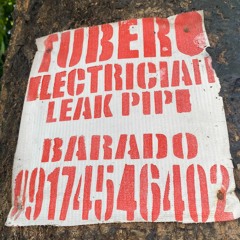 TUBERO
ELECTRICIAN
LEAK PIPE
BARADO
09174546402